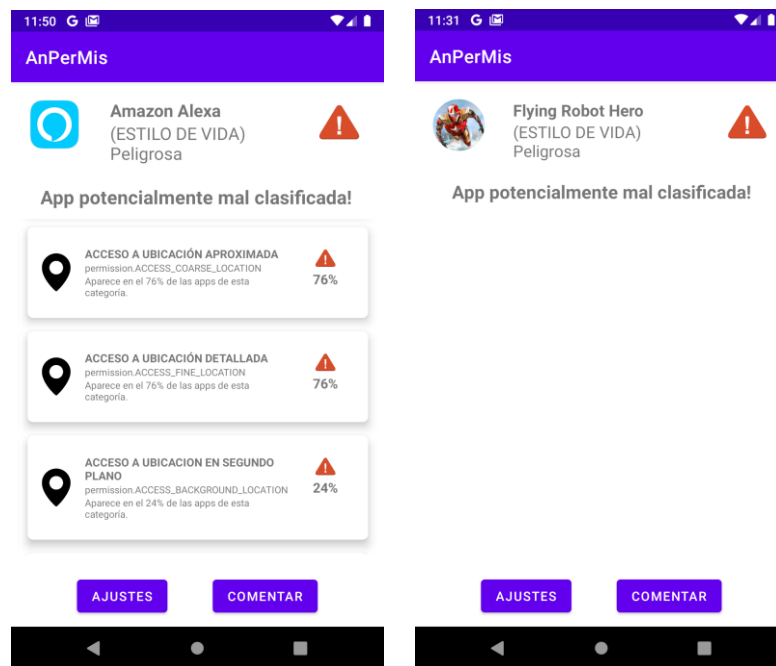 11:50 G
AnPerMis
Amazon Alexa
(ESTILO DE VIDA)
Peligrosa
App potencialmente mal clasificada!
ACCESO A UBICACIÓN APROXIMADA
permission.ACCESS_COARSE_LOCATION
Aparece en el 76% de las apps de esta
categoría.
76%
ACCESO A UBICACIÓN DETALLADA
permission.ACCESS_FINE_LOCATION
Aparece en el 76% de las apps de esta
categoría.
76%
ACCESO A UBICACION EN SEGUNDO
PLANO
permission.ACCESS_BACKGROUND_LOCATION
Aparece en el 24% de las apps de esta
categoría.
24%
AJUSTES
COMENTAR
11:31 G
AnPerMis
Flying Robot Hero
(ESTILO DE VIDA)
Peligrosa
App potencialmente mal clasificada!
AJUSTES
COMENTAR